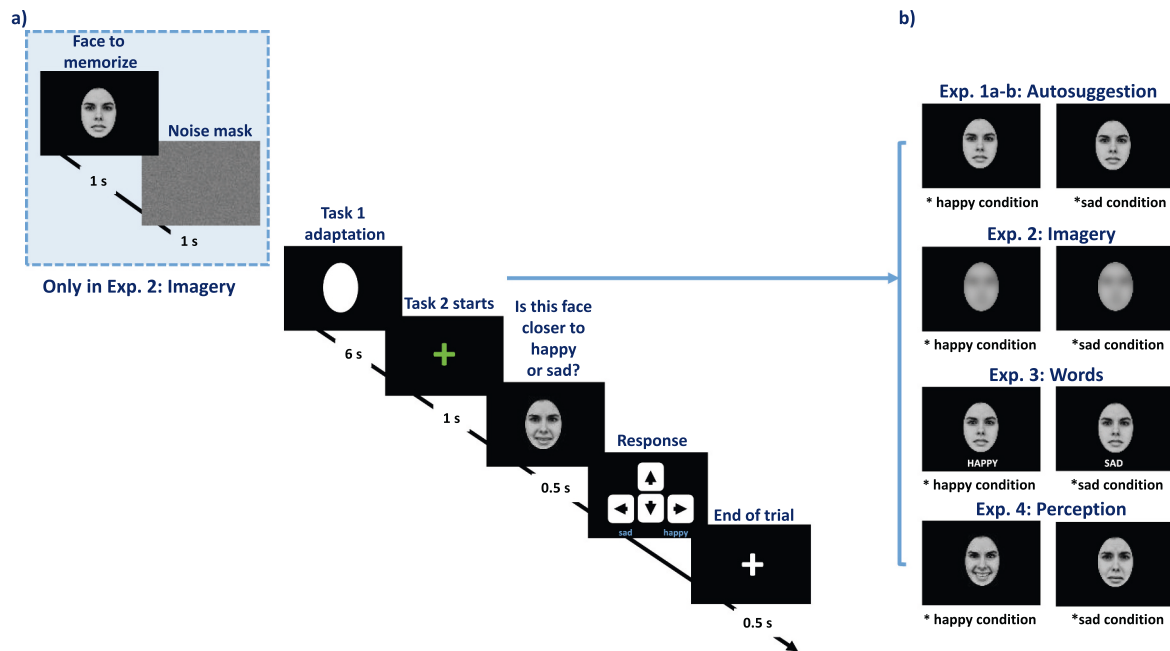 a)
Face to
memorize
Noise mask
1 s
1 s
Only in Exp. 2: Imagery
Task 1
adaptation
6 s
Task 2 starts
1 s
Is this face
closer to
happy
or sad?
0.5 s
Response
sad happy
End of trial
0.5 s
b)
Exp. 1a-b: Autosuggestion
* happy condition *sad condition
Exp. 2: Imagery
* happy condition *sad condition
Exp. 3: Words
HAPPY SAD
* happy condition *sad condition
Exp. 4: Perception
* happy condition *sad condition